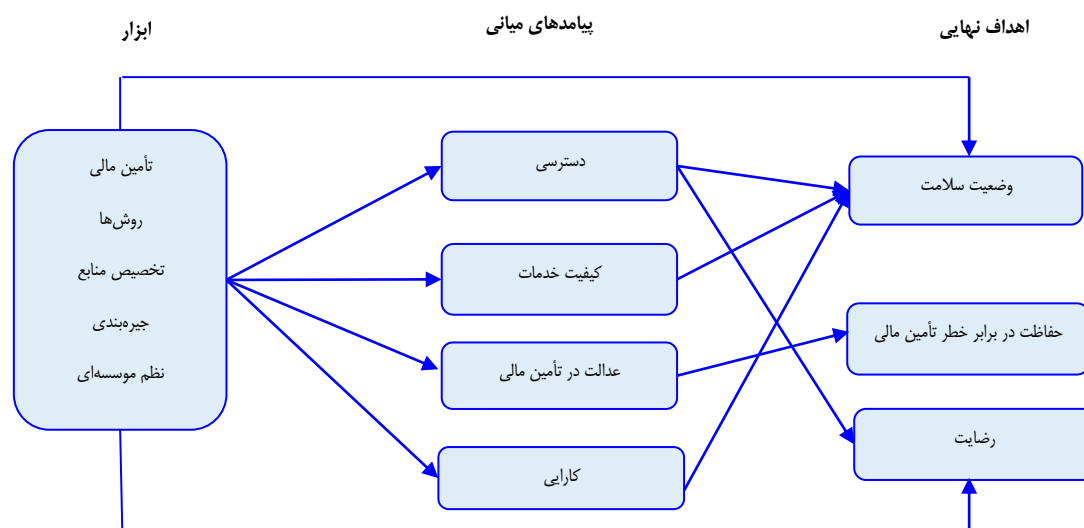 ابزار
پیامدهای میانی
اهداف نهایی
تأمین مالی
روش‌ها
تخصیص منابع
جیره‌بندی
نظم موسسه‌ای
دسترسی
کیفیت خدمات
عدالت در تأمین مالی
کارایی
وضعیت سلامت
حفاظت در برابر خطر تأمین مالی
رضایت